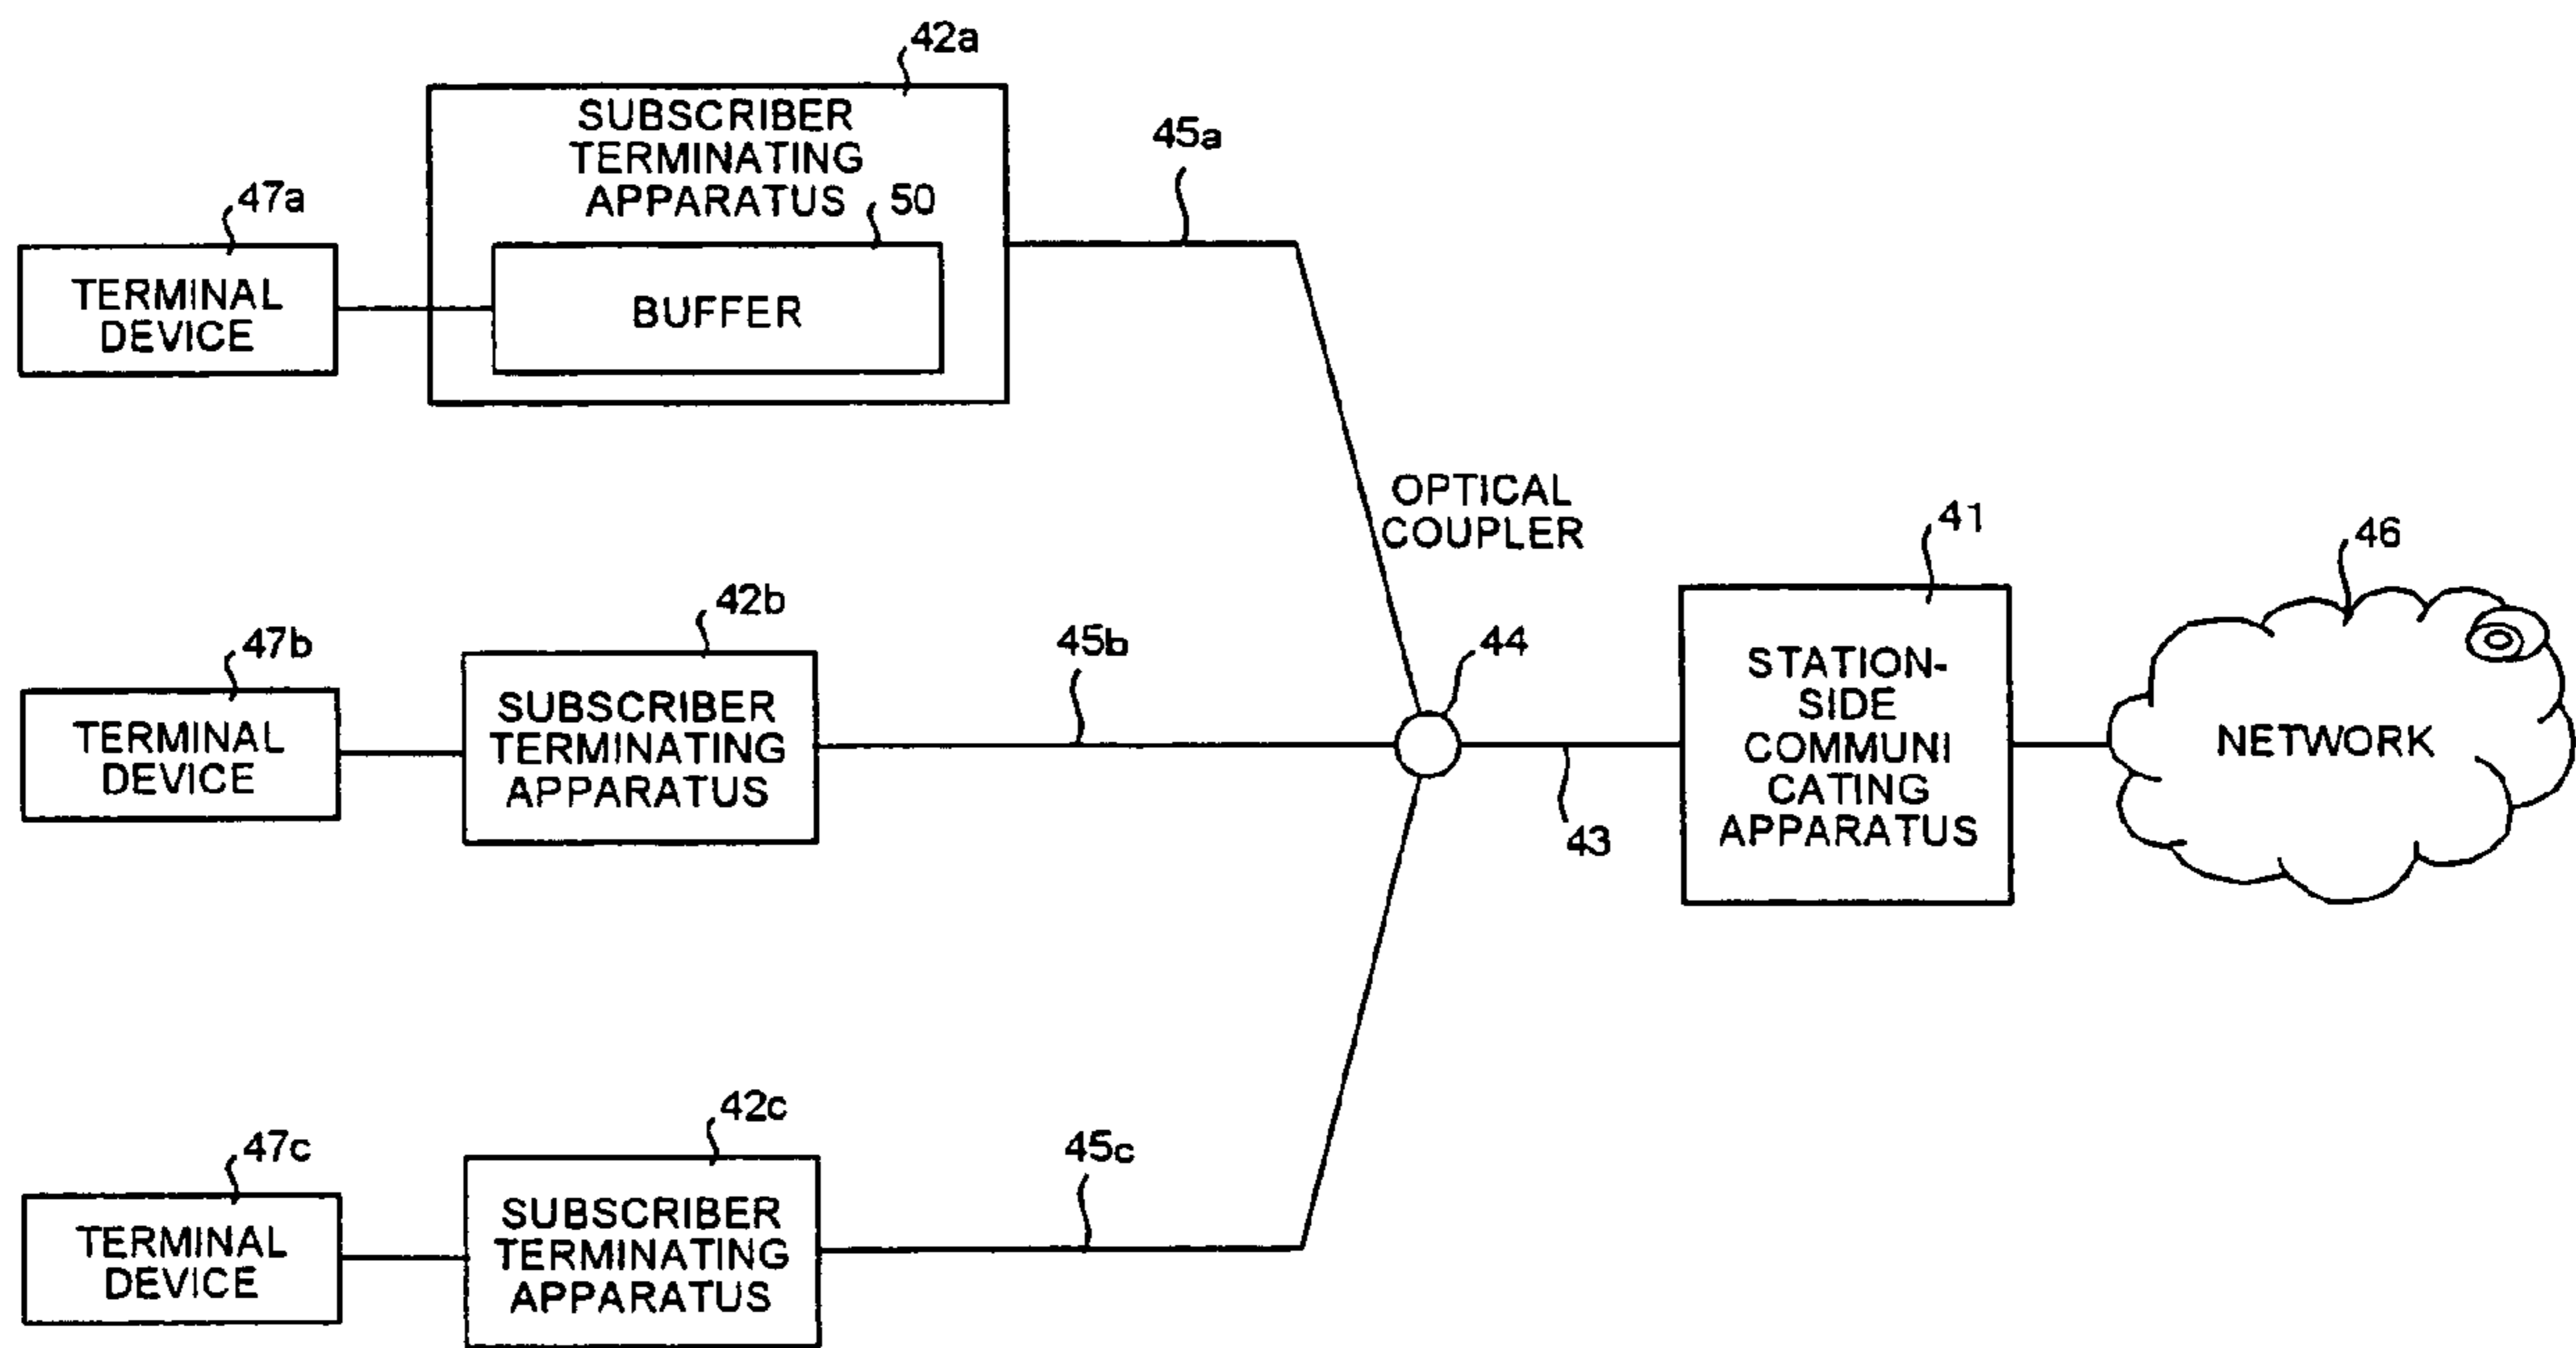 42a
SUBSCRIBER
TERMINATING
APPARATUS
50
45a
47a
TERMINAL
DEVICE
BUFFER
OPTICAL
COUPLER
41
46
42b
47b
45b
44
TERMINAL
DEVICE
SUBSCRIBER
TERMINATING
APPARATUS
STATION-
SIDE
COMMUNI
CATING
APPARATUS
NETWORK
43
42c
47c
45c
TERMINAL
DEVICE
SUBSCRIBER
TERMINATING
APPARATUS